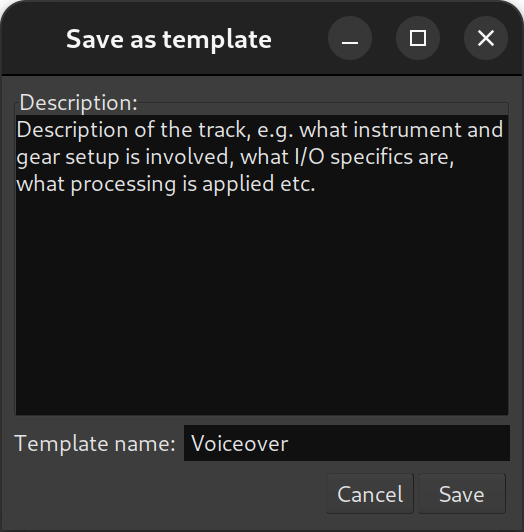 Save as template
Description:
Description of the track, e.g. what instrument and
gear setup is involved, what I/O specifics are,
what processing is applied etc.
Template name: Voiceover
Cancel Save